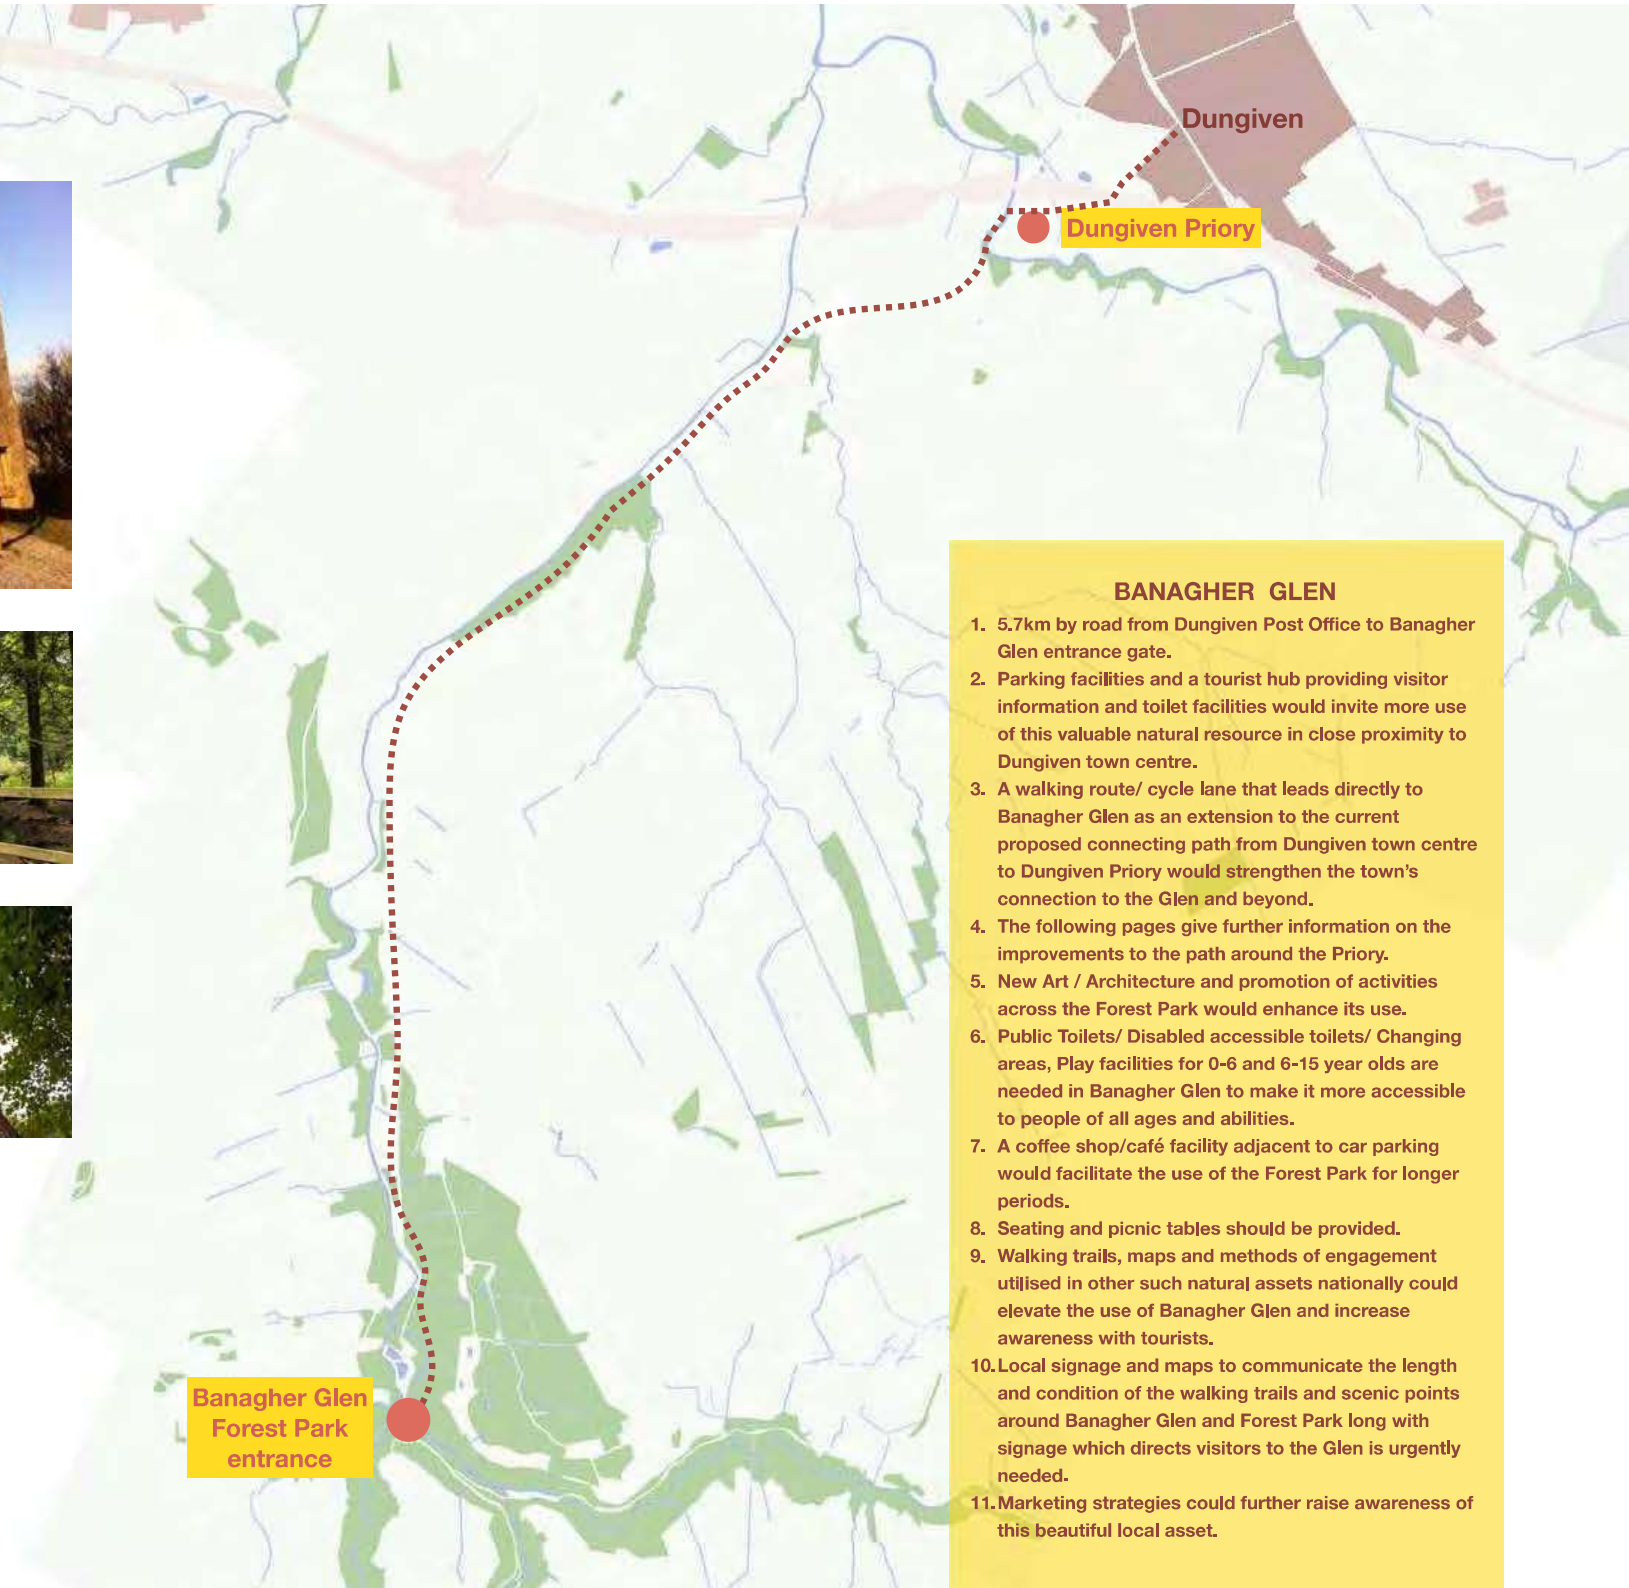 Dungiven
Dungiven Priory
BANAGHER GLEN
1. 5.7km by road from Dungiven Post Office to Banagher
Glen entrance gate.
2. Parking facilities and a tourist hub providing visitor
information and toilet facilities would invite more use
of this valuable natural resource in close proximity to
Dungiven town centre.
3. A walking route/ cycle lane that leads directly to
Banagher Glen as an extension to the current
proposed connecting path from Dungiven town centre
to Dungiven Priory would strengthen the town's
connection to the Glen and beyond.
4. The following pages give further information on the
improvements to the path around the Priory.
5. New Art / Architecture and promotion of activities
across the Forest Park would enhance its use.
6. Public Toilets/ Disabled accessible toilets/ Changing
areas, Play facilities for 0-6 and 6-15 year olds are
needed in Banagher Glen to make it more accessible
to people of all ages and abilities.
7. A coffee shop/café facility adjacent to car parking
would facilitate the use of the Forest Park for longer
periods.
8. Seating and picnic tables should be provided.
9. Walking trails, maps and methods of engagement
utilised in other such natural assets nationally could
elevate the use of Banagher Glen and increase
awareness with tourists.
10. Local signage and maps to communicate the length
and condition of the walking trails and scenic points
around Banagher Glen and Forest Park long with
signage which directs visitors to the Glen is urgently
needed.
11. Marketing strategies could further raise awareness of
this beautiful local asset.
Banagher Glen
Forest Park
entrance